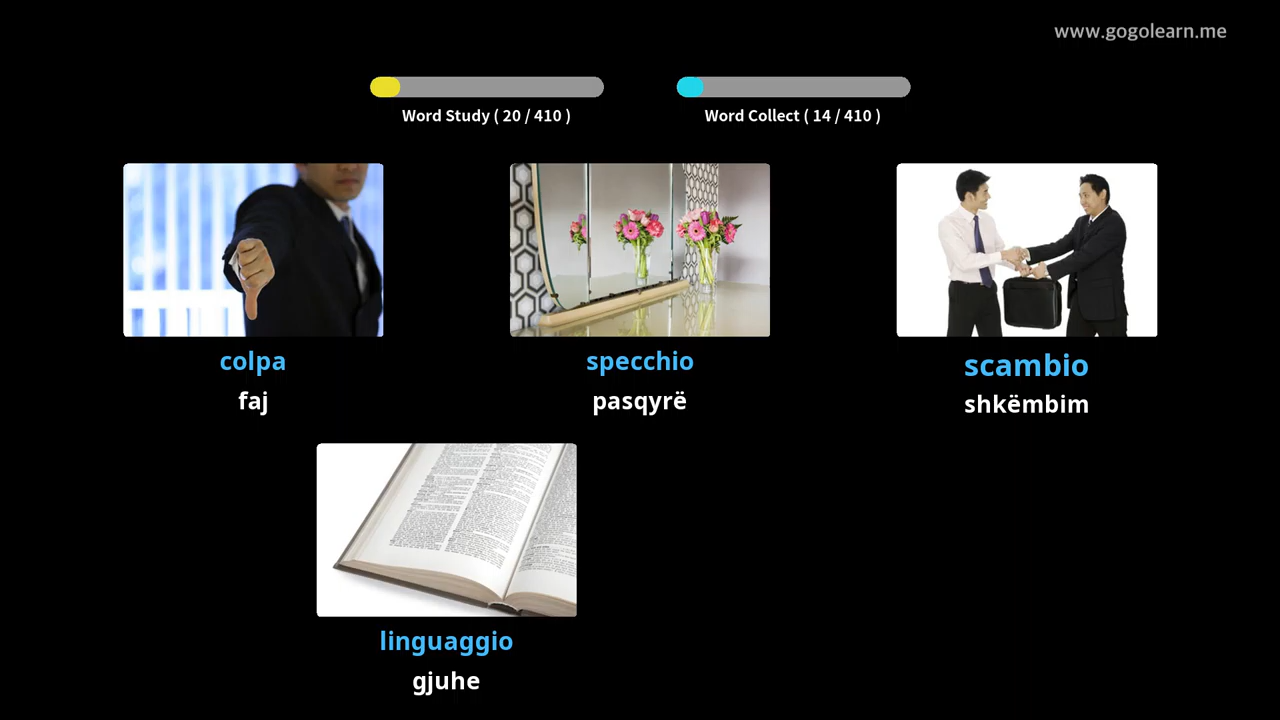 www.gogolearn.me
Word Study ( 20 / 410 )
Word Collect ( 14 / 410 )
colpa
faj
specchio
pasqyrë
scambio
shkëmbim
linguaggio
gjuhe